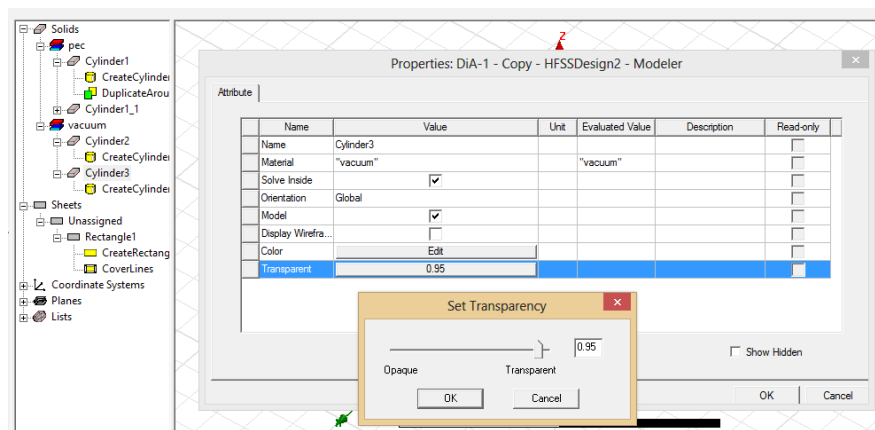 Solids
pec
Cylinder1
CreateCylinder
DuplicateArou
Cylinder1_1
vacuum
Cylinder2
CreateCylinder
Cylinder3
CreateCylinder
Sheets
Unassigned
Rectangle1
CreateRectang
CoverLines
Coordinate Systems
Planes
Lists
Z
Properties: DiA-1 - Copy - HFSSDesign2 - Modeler
Attribute
Name Value Unit Evaluated Value Description Read-only
Name Cylinder3
Material "vacuum" "vacuum"
Solve Inside
Orientation Global
Model
Display Wirefra...
Color Edit
Transparent 0.95
Set Transparency
0.95
Opaque Transparent
OK Cancel
Show Hidden
OK Cancel